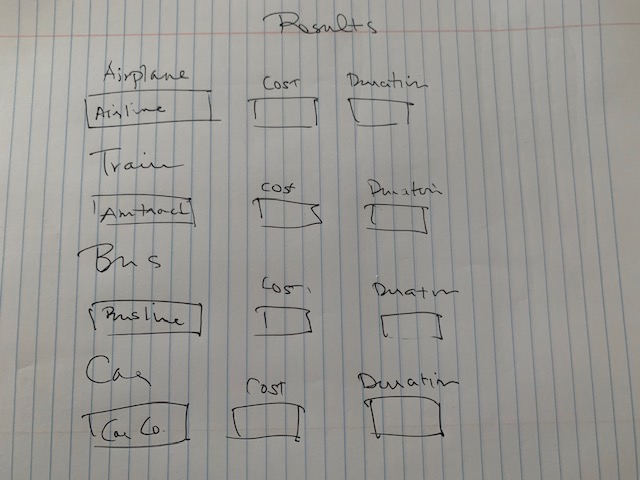 Results
Airplane Cost Duration
Airline
Train Cost Duration
Amtrack
Bus Cost Duration
Busline
Car Cost Duration
Car Co.